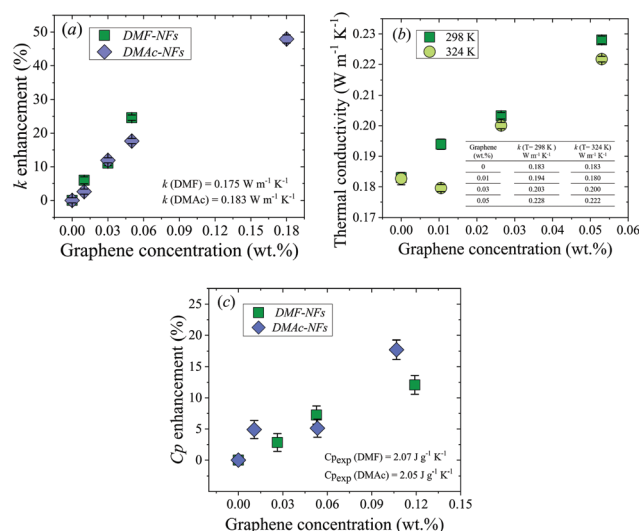 (a)
DMF-NFs
DMAc-NFs
k enhancement (%)
50
40
30
20
10
0
k (DMF) = 0.175 W m⁻¹ K⁻¹
k (DMAc) = 0.183 W m⁻¹ K⁻¹
0.00 0.03 0.06 0.09 0.12 0.15 0.18
Graphene concentration (wt.%)
(b)
298 K
324 K
Thermal conductivity (W m⁻¹ K⁻¹)
0.23
0.22
0.21
0.20
0.19
0.18
0.17
Graphene (wt.%) k (T= 298 K) W m⁻¹ K⁻¹ k (T= 324 K) W m⁻¹ K⁻¹
0 0.183 0.183
0.01 0.194 0.180
0.03 0.203 0.200
0.05 0.228 0.222
0.00 0.01 0.02 0.03 0.04 0.05 0.06
Graphene concentration (wt.%)
(c)
DMF-NFs
DMAc-NFs
Cp enhancement (%)
25
20
15
10
5
0
-5
Cpexp (DMF) = 2.07 J g⁻¹ K⁻¹
Cpexp (DMAc) = 2.05 J g⁻¹ K⁻¹
0.00 0.03 0.06 0.09 0.12 0.15
Graphene concentration (wt.%)